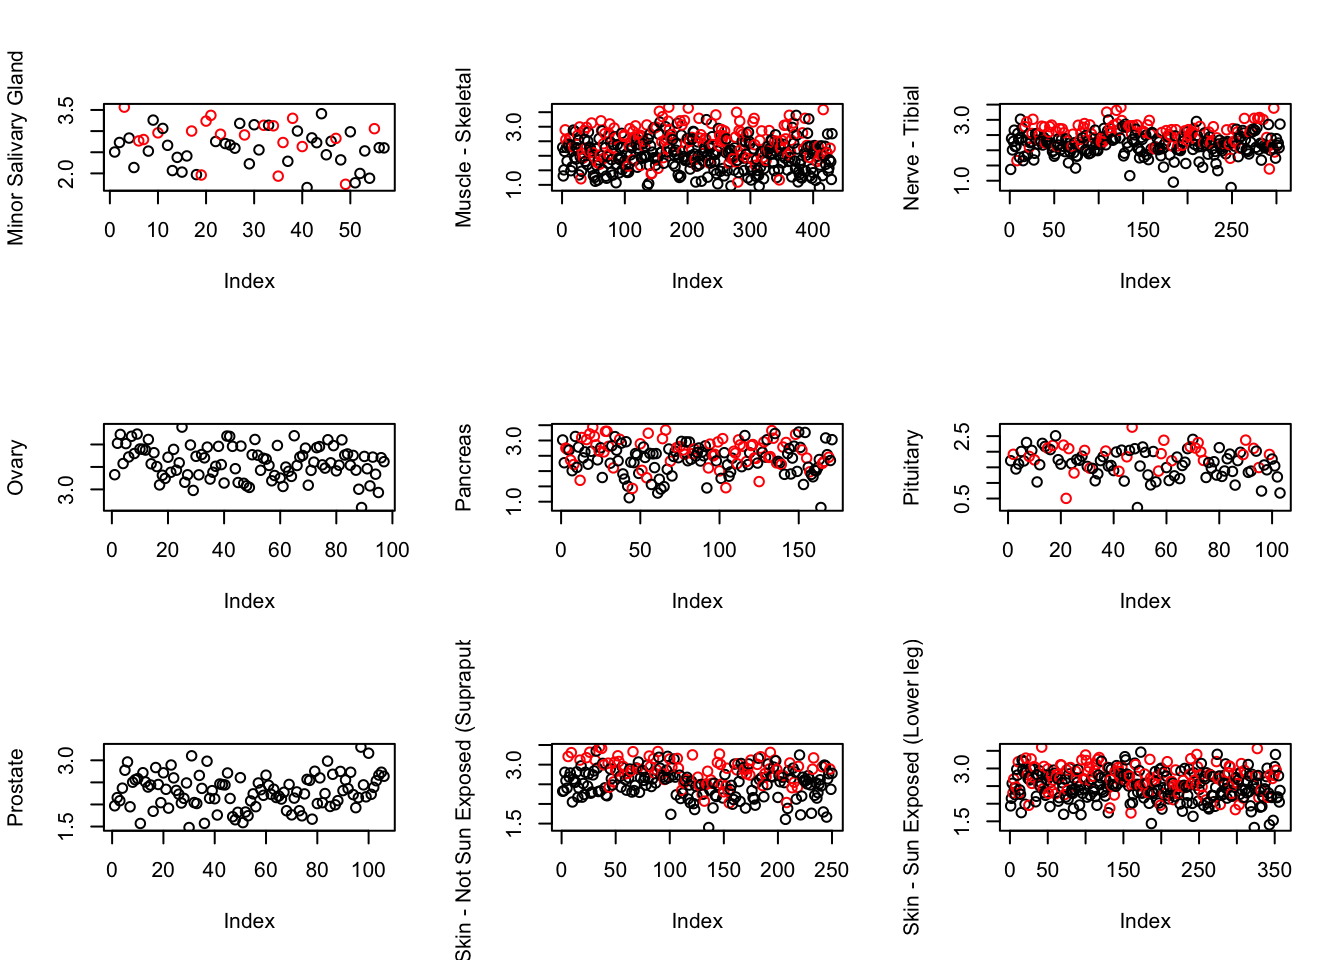 Minor Salivary Gland
3.5
2.0
0 10 20 30 40 50
Index
Muscle - Skeletal
3.0
1.0
0 100 200 300 400
Index
Nerve - Tibial
3.0
1.0
0 50 150 250
Index
Ovary
3.0
0 20 40 60 80 100
Index
Pancreas
3.0
1.0
0 50 100 150
Index
Pituitary
2.5
0.5
0 20 40 60 80 100
Index
Prostate
3.0
1.5
0 20 40 60 80 100
Index
Skin - Not Sun Exposed (Suprapub
3.0
1.5
0 50 100 150 200 250
Index
Skin - Sun Exposed (Lower leg)
3.0
1.5
0 50 150 250 350
Index